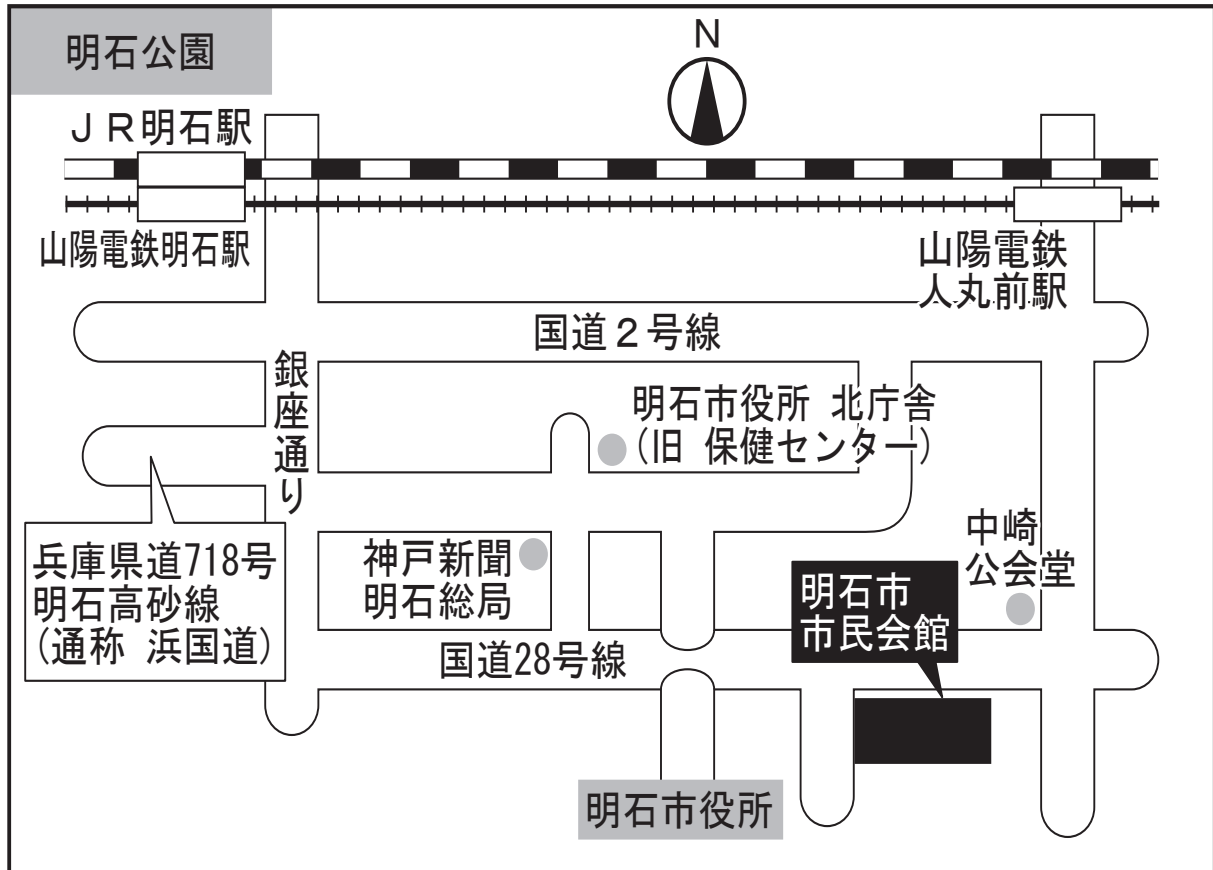 明石公園
N
ＪＲ明石駅
山陽電鉄明石駅
山陽電鉄
人丸前駅
国道２号線
銀座通り
明石市役所 北庁舎
(旧 保健センター)
兵庫県道718号
明石高砂線
(通称 浜国道)
神戸新聞
明石総局
中崎
公会堂
明石市
市民会館
国道28号線
明石市役所